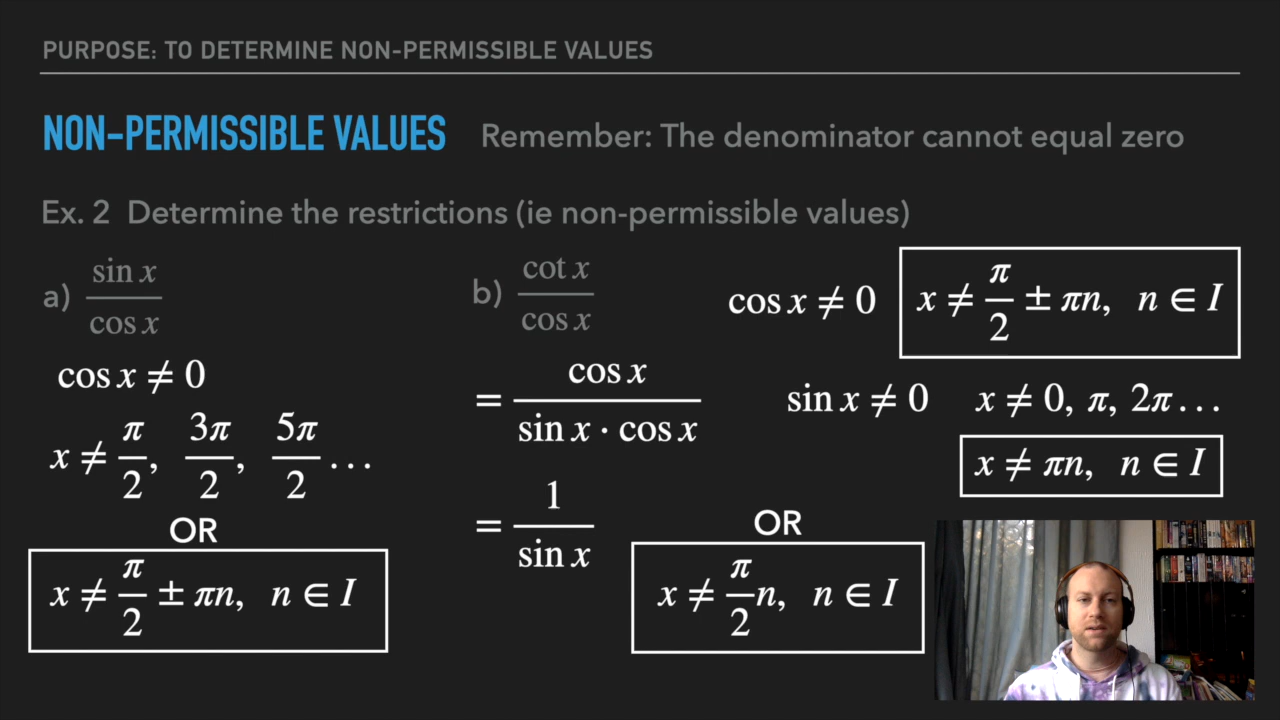 PURPOSE: TO DETERMINE NON-PERMISSIBLE VALUES
NON-PERMISSIBLE VALUES Remember: The denominator cannot equal zero
Ex. 2 Determine the restrictions (ie non-permissible values)
a) sin x / cos x
cos x ≠ 0
x ≠ π/2, 3π/2, 5π/2 ...
OR
x ≠ π/2 ± πn, n ∈ I
b) cot x / cos x
= cos x / sin x · cos x
= 1 / sin x
cos x ≠ 0 x ≠ π/2 ± πn, n ∈ I
sin x ≠ 0 x ≠ 0, π, 2π ...
x ≠ πn, n ∈ I
OR
x ≠ π/2 n, n ∈ I